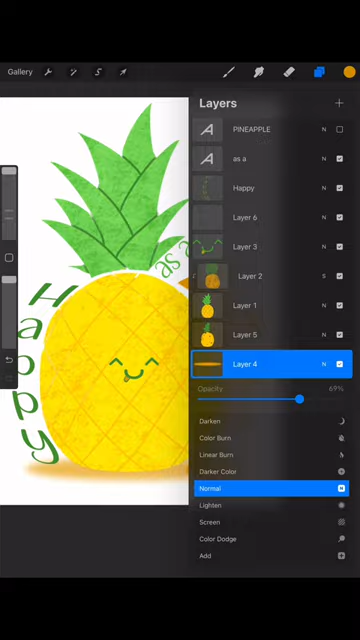 Gallery
Layers
PINEAPPLE N
as a N
Happy N
Layer 6 N
Layer 3 N
Layer 2 S
Layer 1 N
Layer 5 N
Layer 4 N
Opacity 69%
Darken
Color Burn
Linear Burn
Darker Color
Normal N
Lighten
Screen
Color Dodge
Add
Happy
as a